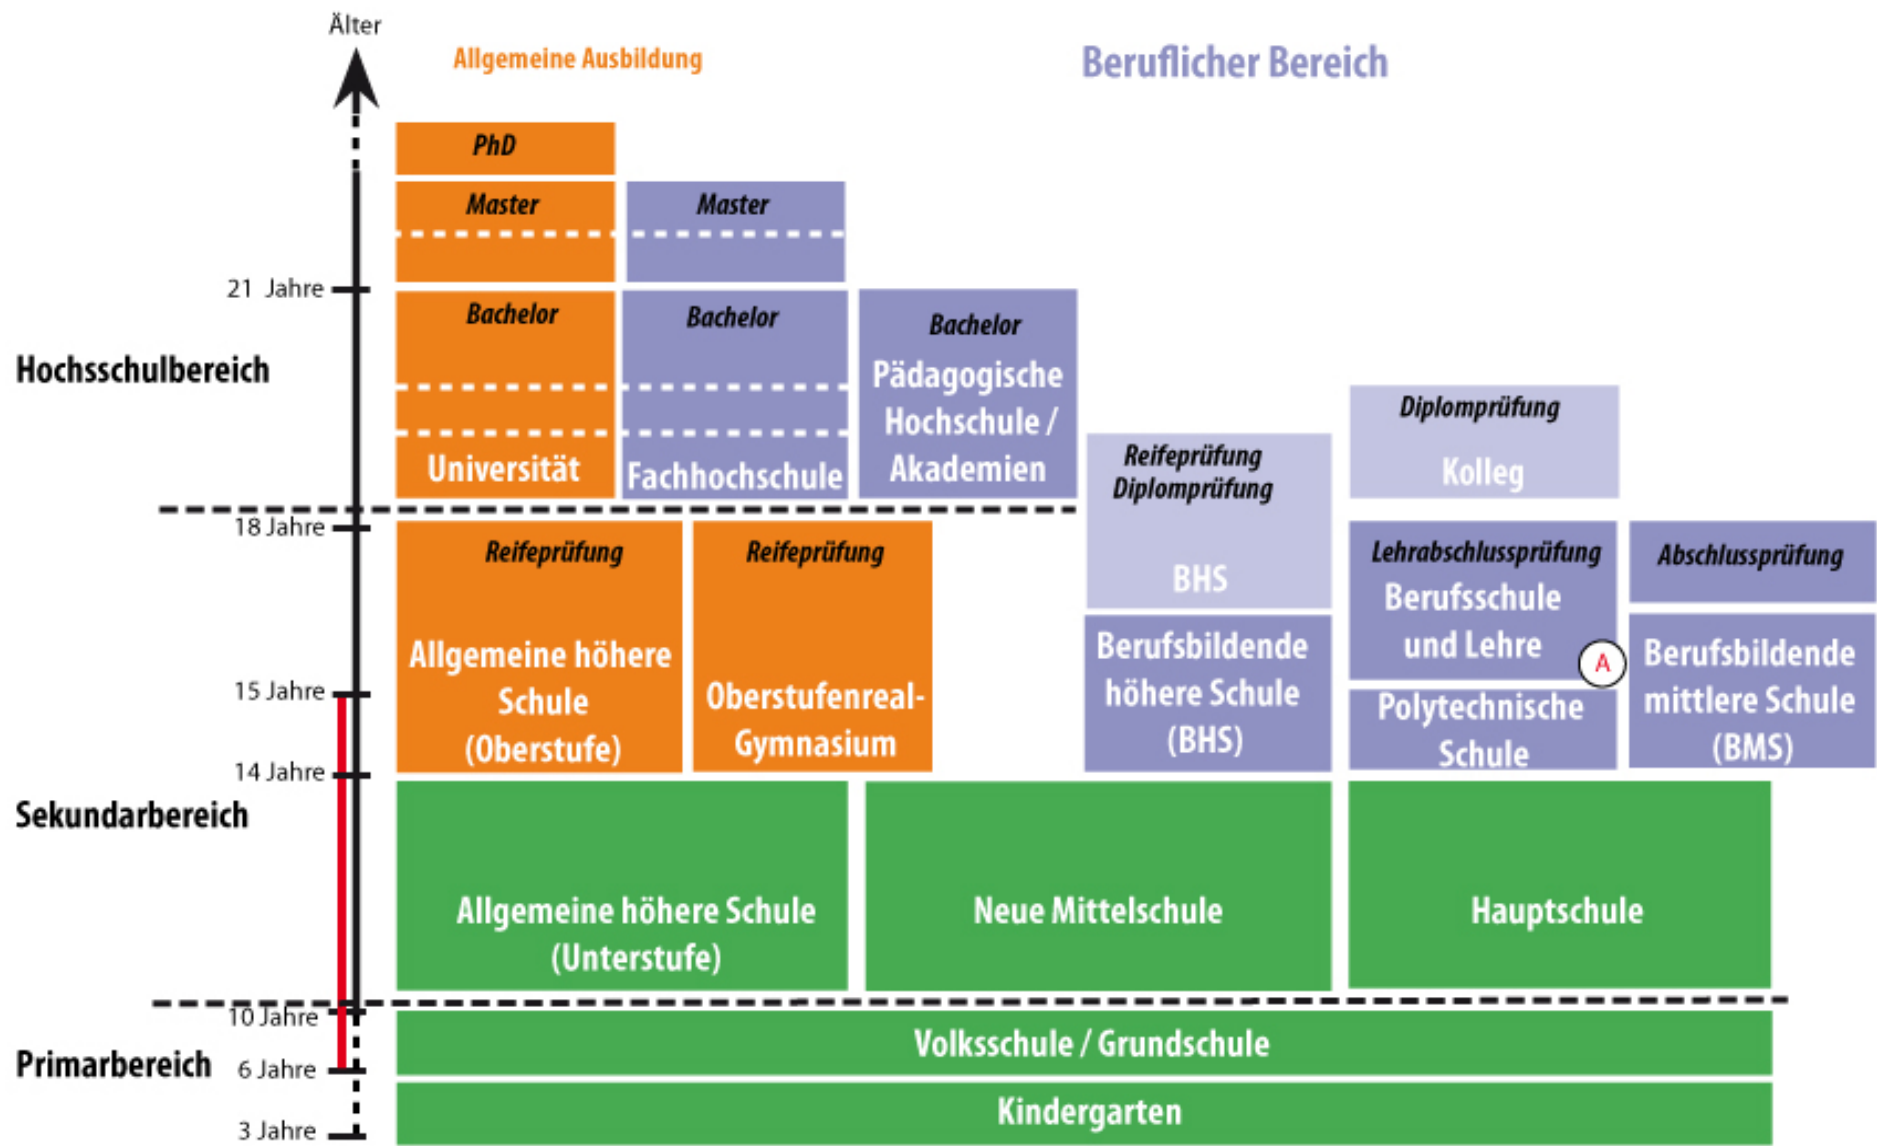 Älter
Allgemeine Ausbildung
Beruflicher Bereich
PhD
Master
Master
21 Jahre
Bachelor
Bachelor
Bachelor
Pädagogische
Hochschule /
Akademien
Hochsschulbereich
Universität
Fachhochschule
Reifeprüfung
Diplomprüfung
BHS
Diplomprüfung
Kolleg
18 Jahre
Reifeprüfung
Allgemeine höhere
Schule
(Oberstufe)
Reifeprüfung
Oberstufenreal-
Gymnasium
Berufsbildende
höhere Schule
(BHS)
Lehrabschlussprüfung
Berufsschule
und Lehre
A
Polytechnische
Schule
Abschlussprüfung
Berufsbildende
mittlere Schule
(BMS)
15 Jahre
14 Jahre
Sekundarbereich
Allgemeine höhere Schule
(Unterstufe)
Neue Mittelschule
Hauptschule
10 Jahre
Primarbereich
6 Jahre
Volksschule / Grundschule
Kindergarten
3 Jahre